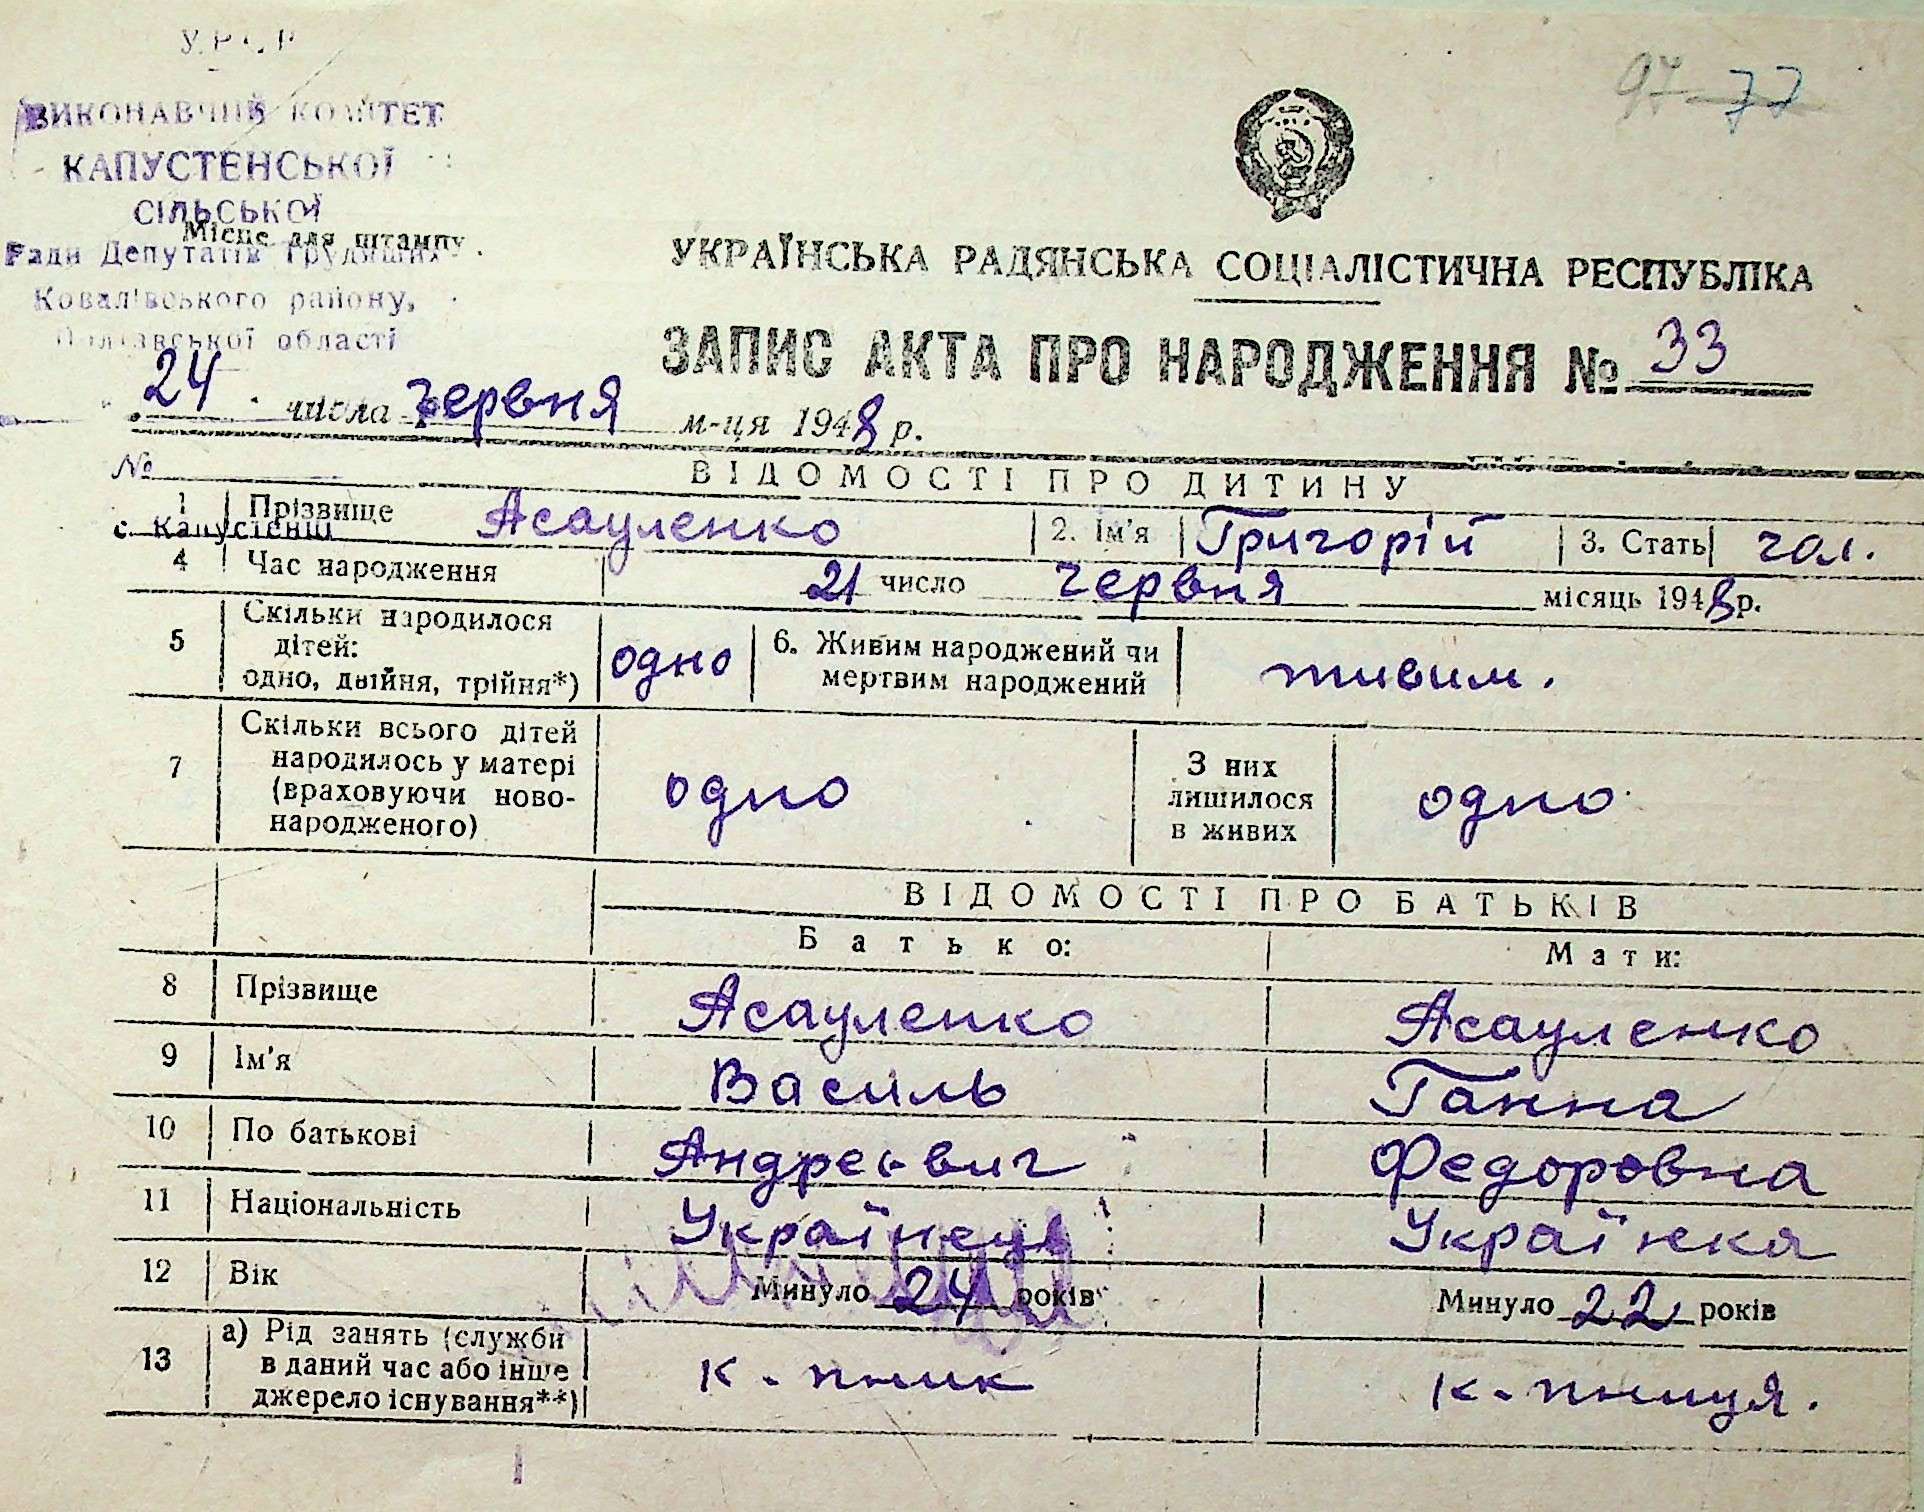 УРСР
97 77
ВИКОНАВЧИЙ КОМІТЕТ
КАПУСТЕНСЬКОЇ
СІЛЬСЬКОЇ
Місце для штампу
Ради Депутатів Трудящих
Ковалівського району,
Полтавської області
УКРАЇНСЬКА РАДЯНСЬКА СОЦІАЛІСТИЧНА РЕСПУБЛІКА
ЗАПИС АКТА ПРО НАРОДЖЕННЯ № 33
24 числа червня м-ця 1948 р.
№
ВІДОМОСТІ ПРО ДИТИНУ
1 Прізвище Асауленко 2. Ім'я Григорій 3. Стать чол.
с. Капустенці
4 Час народження 21 число червня місяць 1948 р.
5 Скільки народилося дітей: одно, двійня, трійня*) одно 6. Живим народжений чи мертвим народжений живим.
7 Скільки всього дітей народилось у матері (враховуючи ново-народженого) одно З них лишилося в живих одно
ВІДОМОСТІ ПРО БАТЬКІВ
Батько: Мати:
8 Прізвище Асауленко Асауленко
9 Ім'я Василь Ганна
10 По батькові Андреєвич Федоровна
11 Національність Українець Українка
12 Вік Минуло 24 років Минуло 22 років
13 а) Рід занять (служби в даний час або інше джерело існування**) к-пник к-пниця.